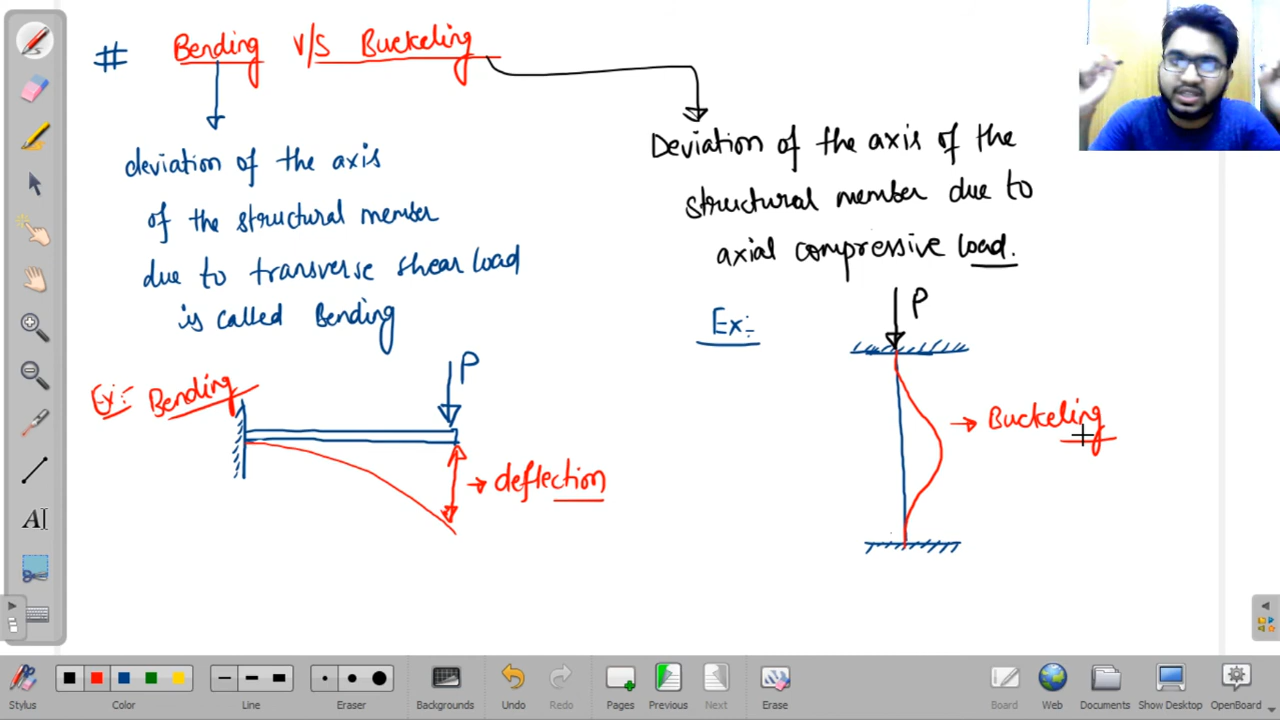 # Bending V/S Buckeling
deviation of the axis
of the structural member
due to transverse shear load
is called Bending
Deviation of the axis of the
structural member due to
axial compressive load.
Ex:- Bending
P
deflection
Ex:-
P
Buckeling
AI
Stylus
Color
Line
Eraser
Backgrounds
Undo
Redo
Pages
Previous
Next
Erase
Board
Web
Documents
Show Desktop
OpenBoard